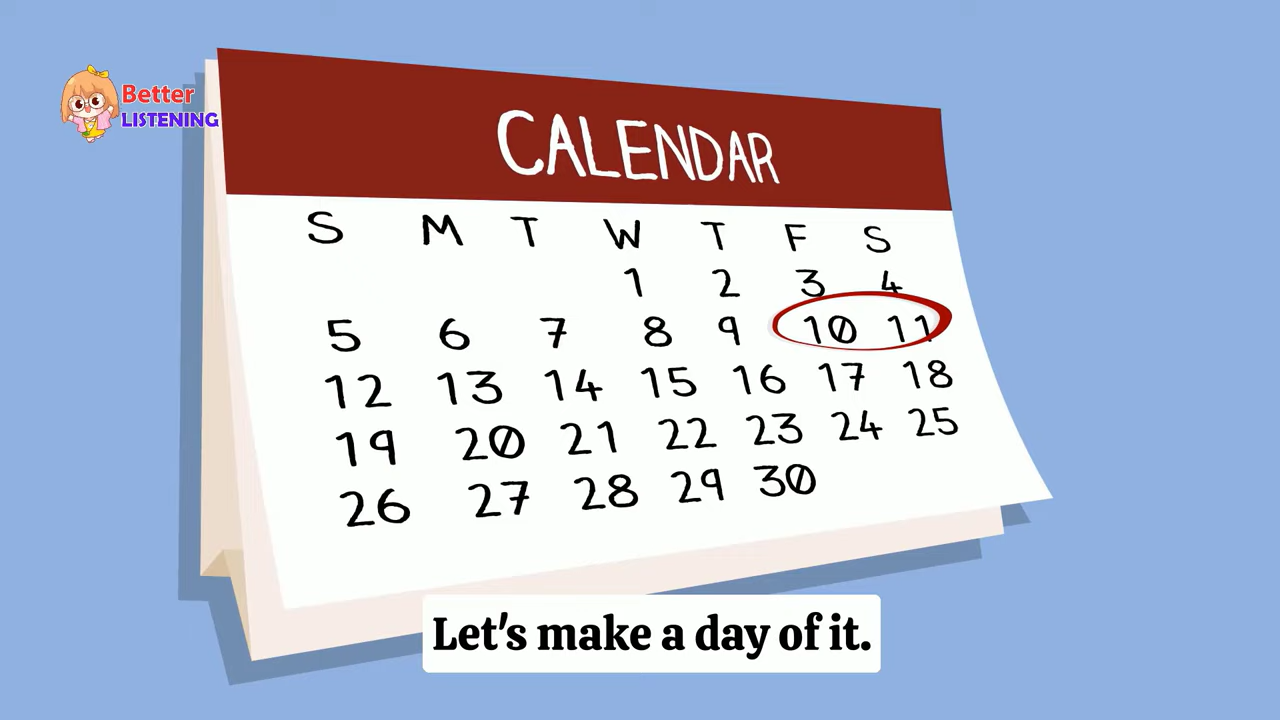 Better
LISTENING
CALENDAR
S M T W T F S
1 2 3 4
5 6 7 8 9 10 11
12 13 14 15 16 17 18
19 20 21 22 23 24 25
26 27 28 29 30
Let's make a day of it.